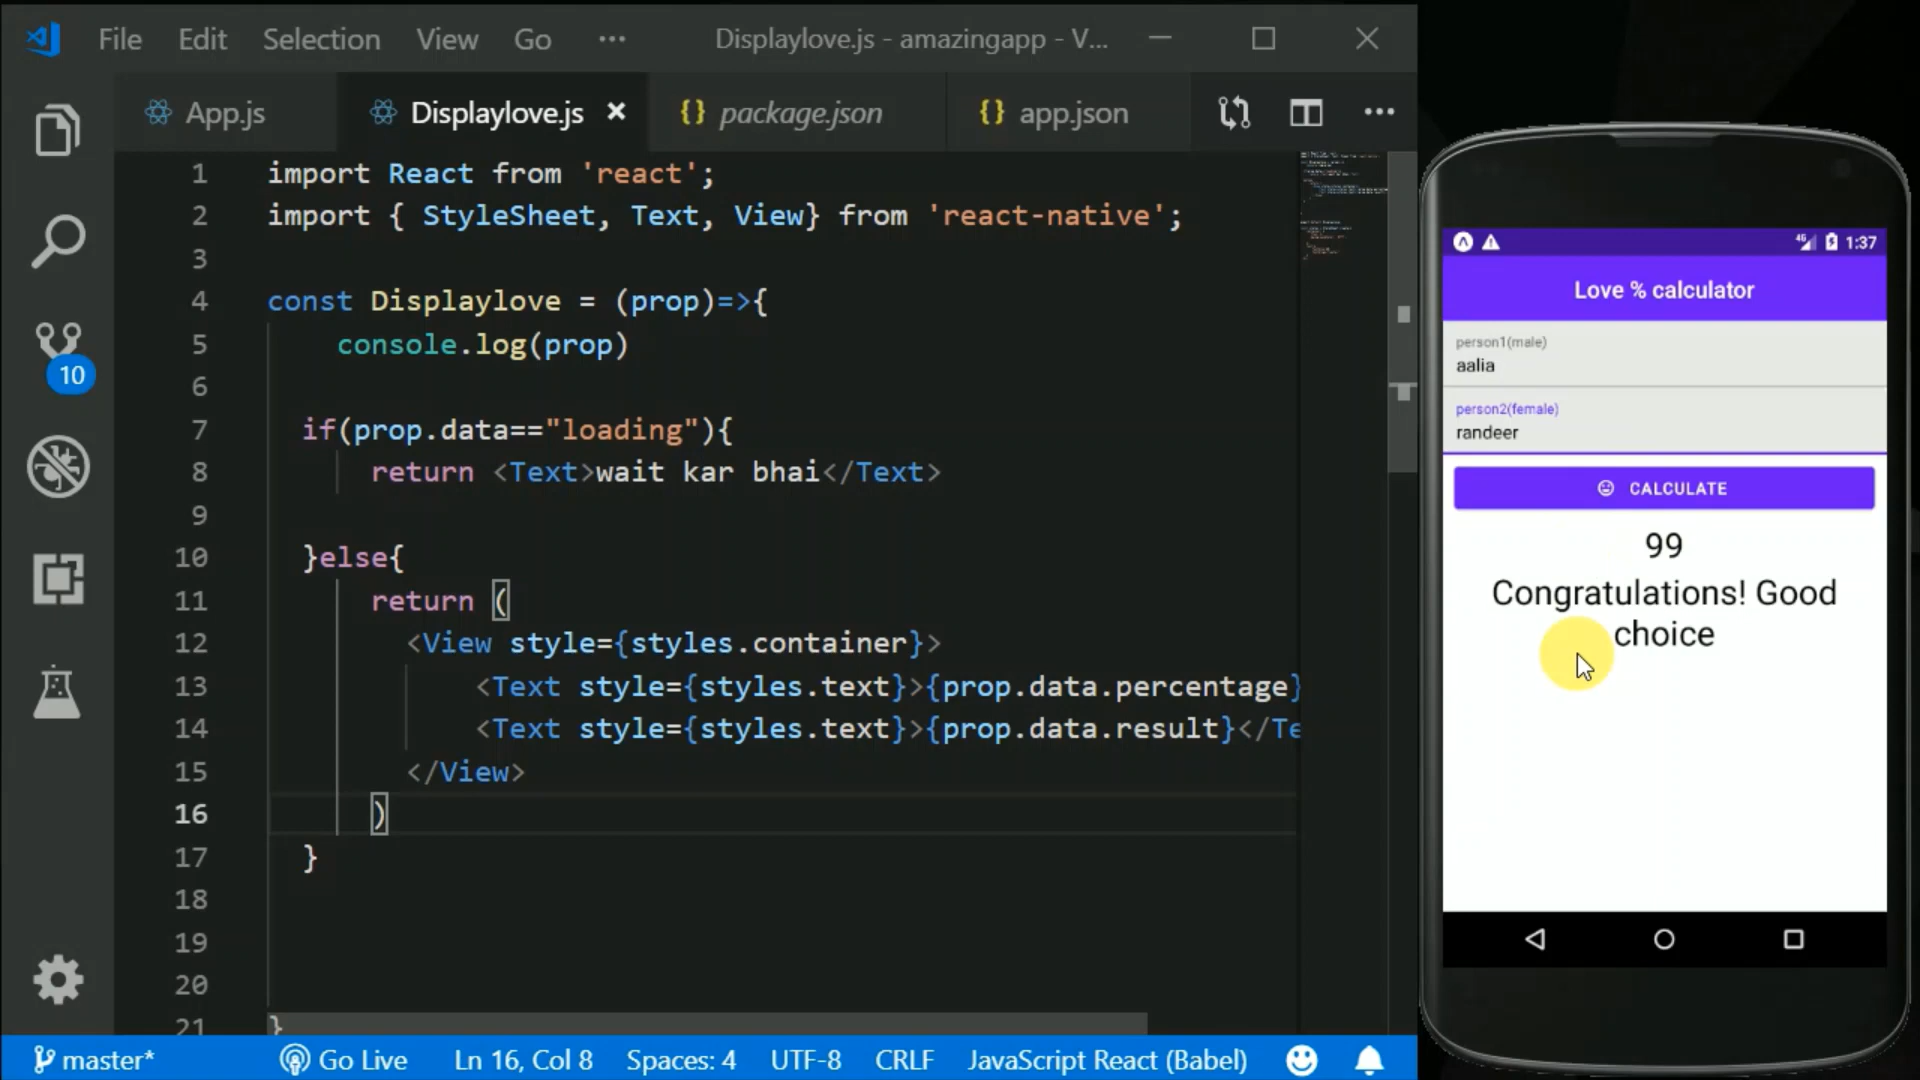 File Edit Selection View Go ··· Displaylove.js - amazingapp - V...
App.js Displaylove.js package.json app.json
1 import React from 'react';
2 import { StyleSheet, Text, View} from 'react-native';
3
4 const Displaylove = (prop)=>{
5 console.log(prop)
6
7 if(prop.data=="loading"){
8 return <Text>wait kar bhai</Text>
9
10 }else{
11 return (
12 <View style={styles.container}>
13 <Text style={styles.text}>{prop.data.percentage}
14 <Text style={styles.text}>{prop.data.result}</Te
15 </View>
16 )
17 }
18
19
20
21 }
10
master* Go Live Ln 16, Col 8 Spaces: 4 UTF-8 CRLF JavaScript React (Babel)
4G 1:37
Love % calculator
person1(male)
aalia
person2(female)
randeer
CALCULATE
99
Congratulations! Good
choice